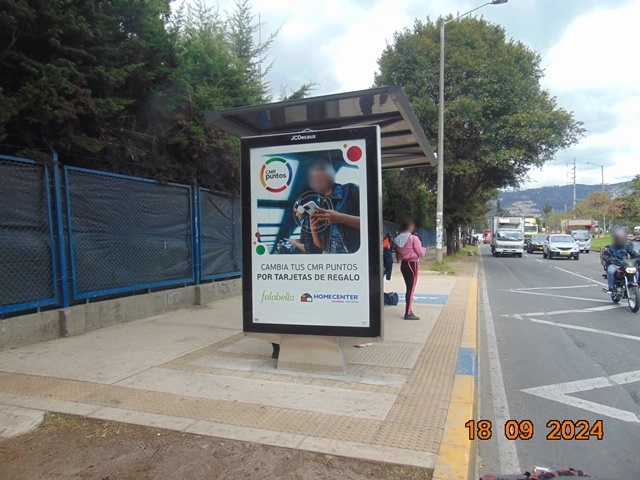 JCDecaux
CMR
puntos
CAMBIA TUS CMR PUNTOS
POR TARJETAS DE REGALO
falabella
HOMECENTER
18 09 2024